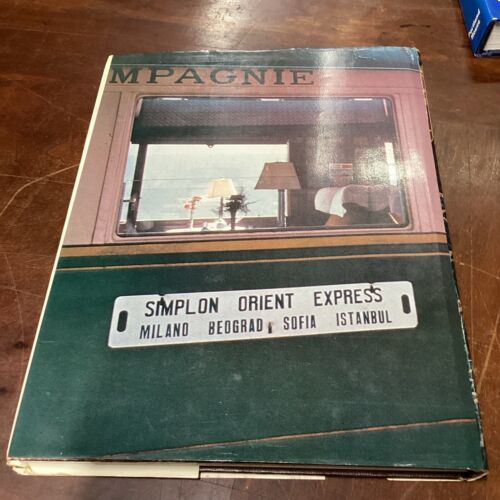 MPAGNIE
SIMPLON ORIENT EXPRESS
MILANO BEOGRAD SOFIA ISTANBUL